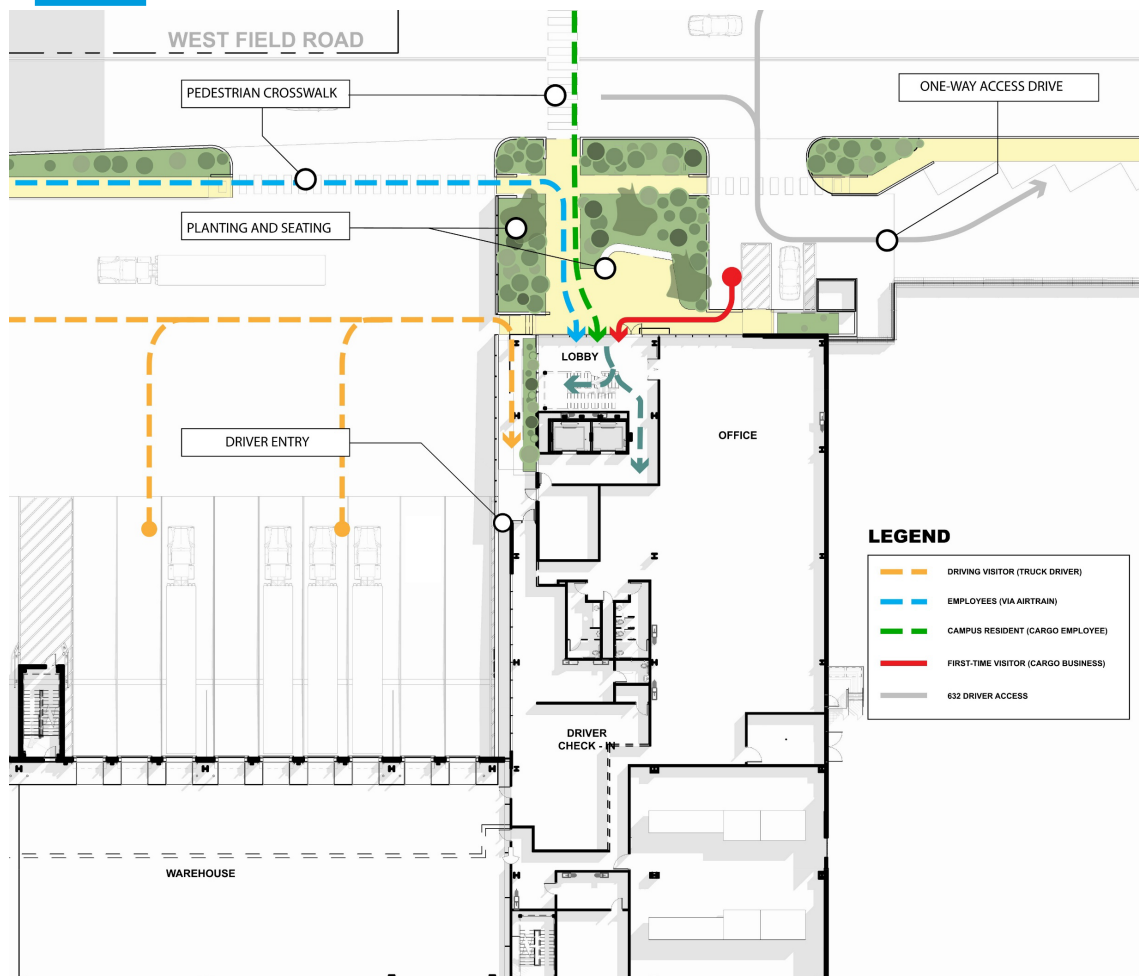 WEST FIELD ROAD
PEDESTRIAN CROSSWALK
ONE-WAY ACCESS DRIVE
PLANTING AND SEATING
LOBBY
DRIVER ENTRY
OFFICE
LEGEND
DRIVING VISITOR (TRUCK DRIVER)
EMPLOYEES (VIA AIRTRAIN)
CAMPUS RESIDENT (CARGO EMPLOYEE)
FIRST-TIME VISITOR (CARGO BUSINESS)
632 DRIVER ACCESS
DRIVER
CHECK - IN
WAREHOUSE